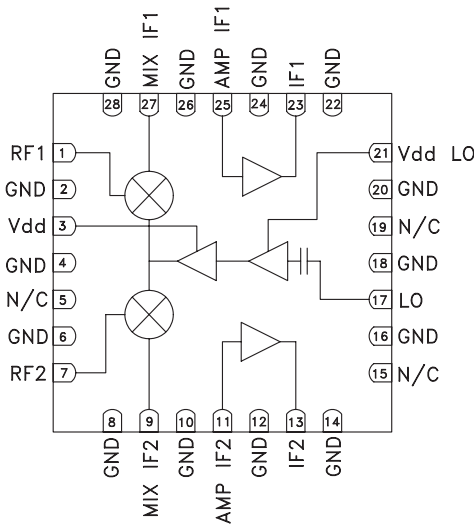 GND
MIX IF1
GND
AMP IF1
GND
IF1
GND
28
27
26
25
24
23
22
RF1 1
GND 2
Vdd 3
GND 4
N/C 5
GND 6
RF2 7
21 Vdd LO
20 GND
19 N/C
18 GND
17 LO
16 GND
15 N/C
8
9
10
11
12
13
14
GND
MIX IF2
GND
AMP IF2
GND
IF2
GND